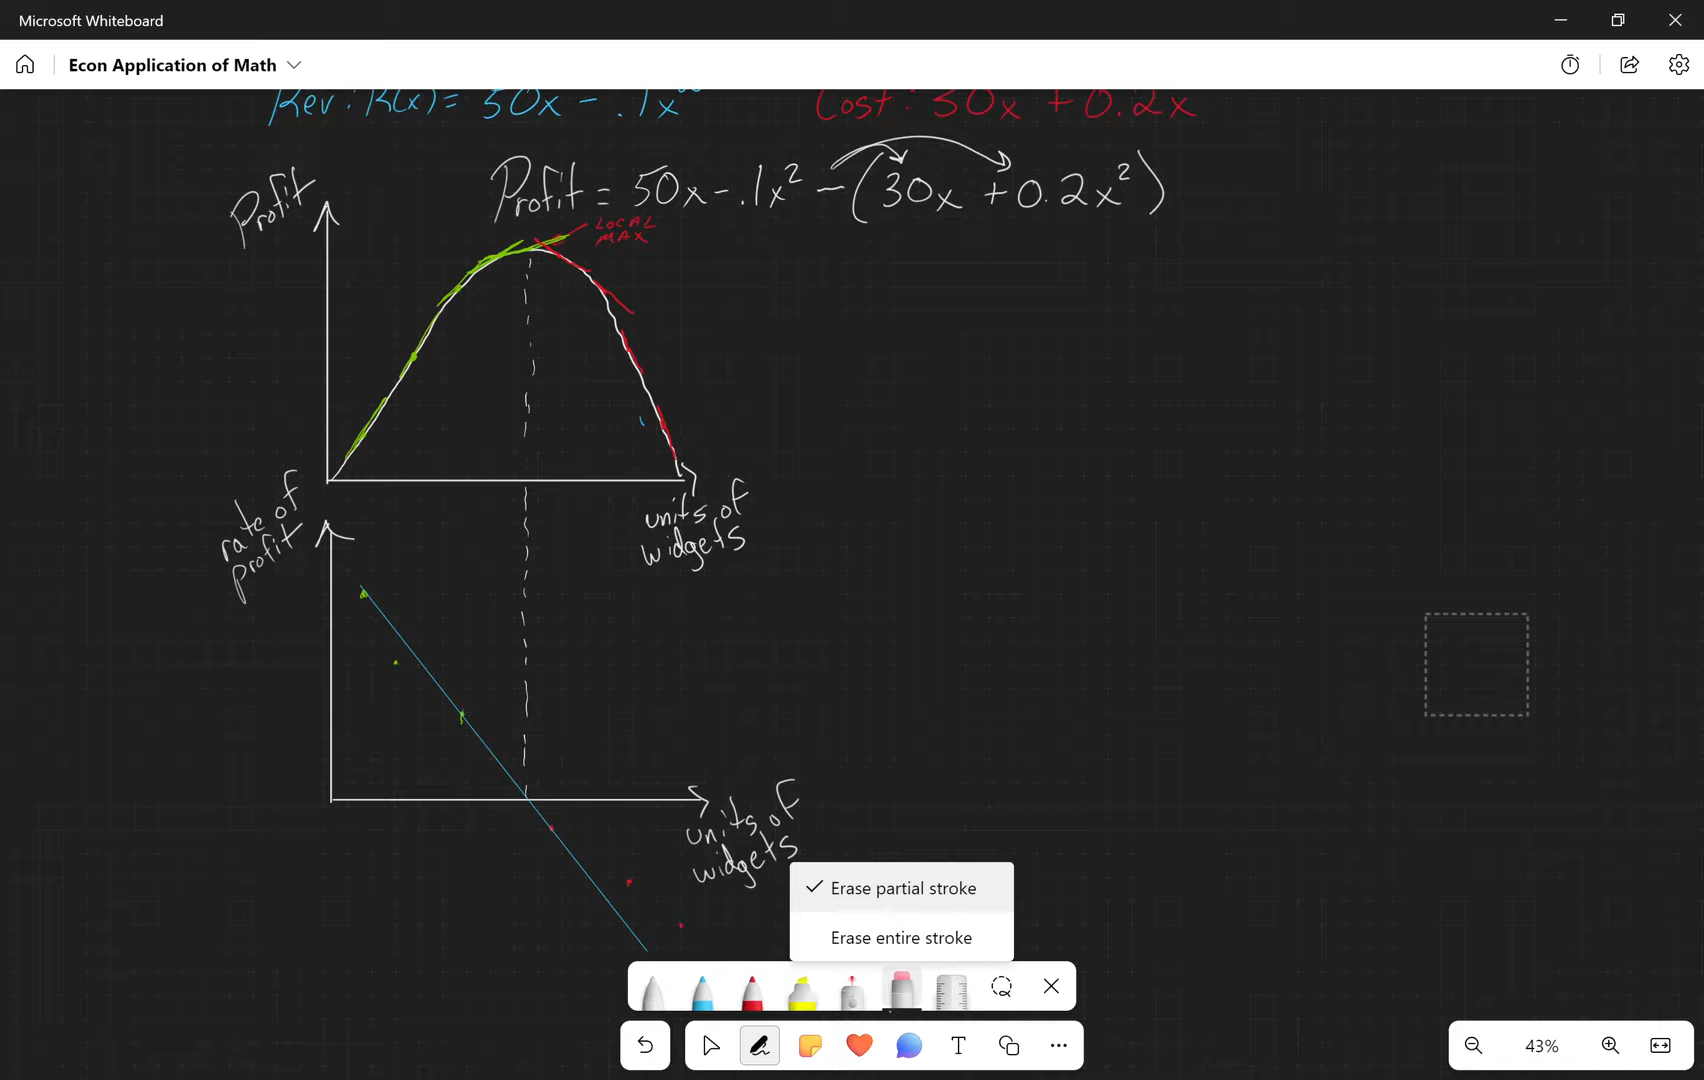 Microsoft Whiteboard
Econ Application of Math
Rev: R(x) = 50x - .1x
Cost: 30x + 0.2x
Profit = 50x - .1x² - (30x + 0.2x²)
Profit
LOCAL
MAX
units of
widgets
rate of
profit
units of
widgets
Erase partial stroke
Erase entire stroke
43%